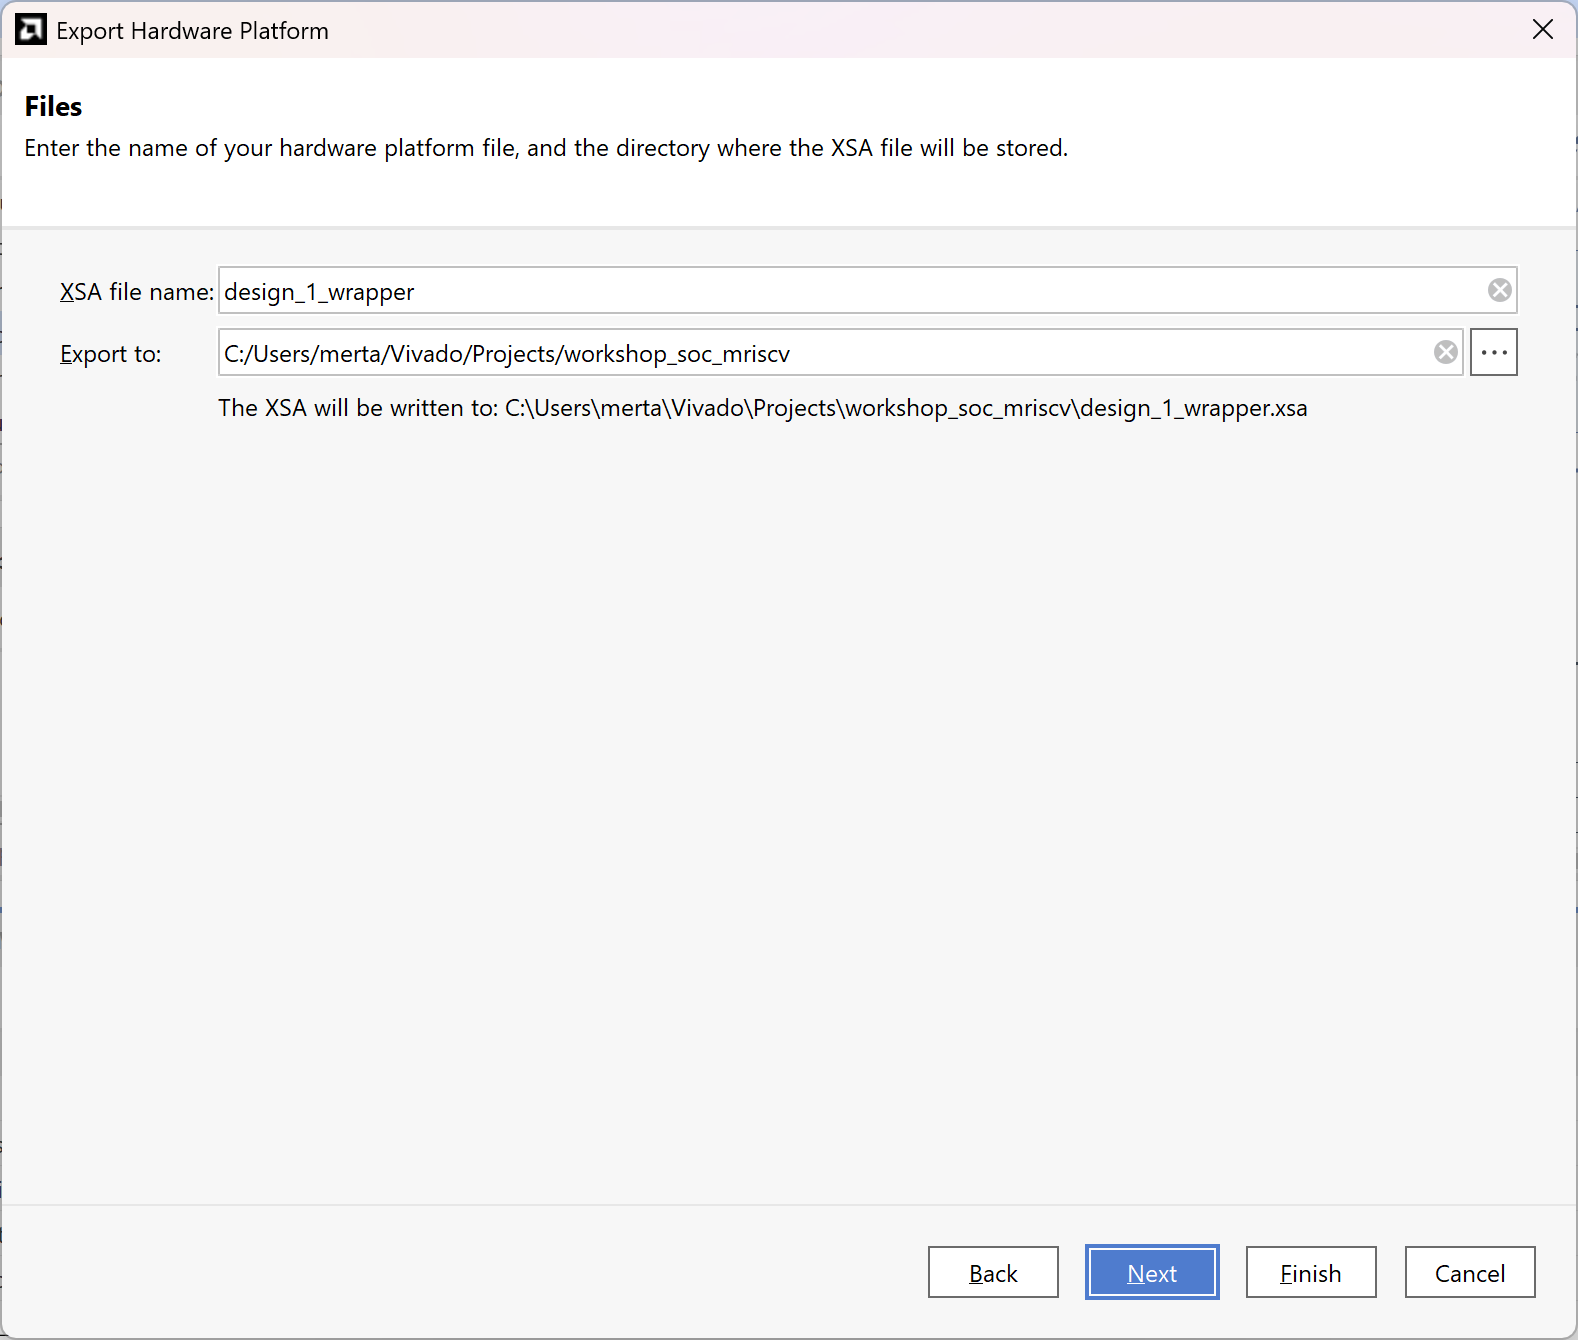 Export Hardware Platform
Files
Enter the name of your hardware platform file, and the directory where the XSA file will be stored.
XSA file name: design_1_wrapper
Export to: C:/Users/merta/Vivado/Projects/workshop_soc_mriscv ...
The XSA will be written to: C:\Users\merta\Vivado\Projects\workshop_soc_mriscv\design_1_wrapper.xsa
Back Next Finish Cancel